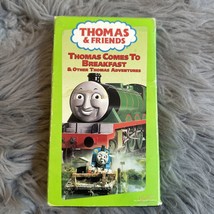 THOMAS
& FRIENDS
THOMAS COMES TO
BREAKFAST
& OTHER THOMAS ADVENTURES